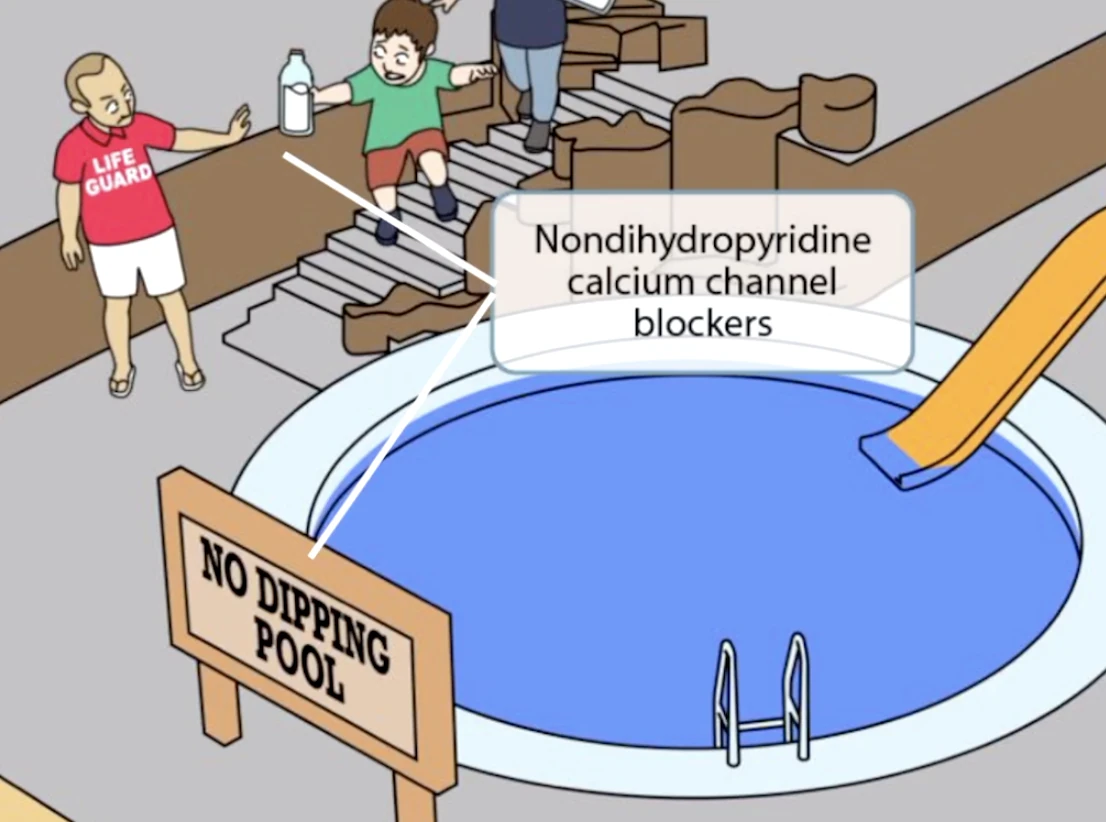 LIFE
GUARD
Nondihydropyridine
calcium channel
blockers
NO DIPPING
POOL